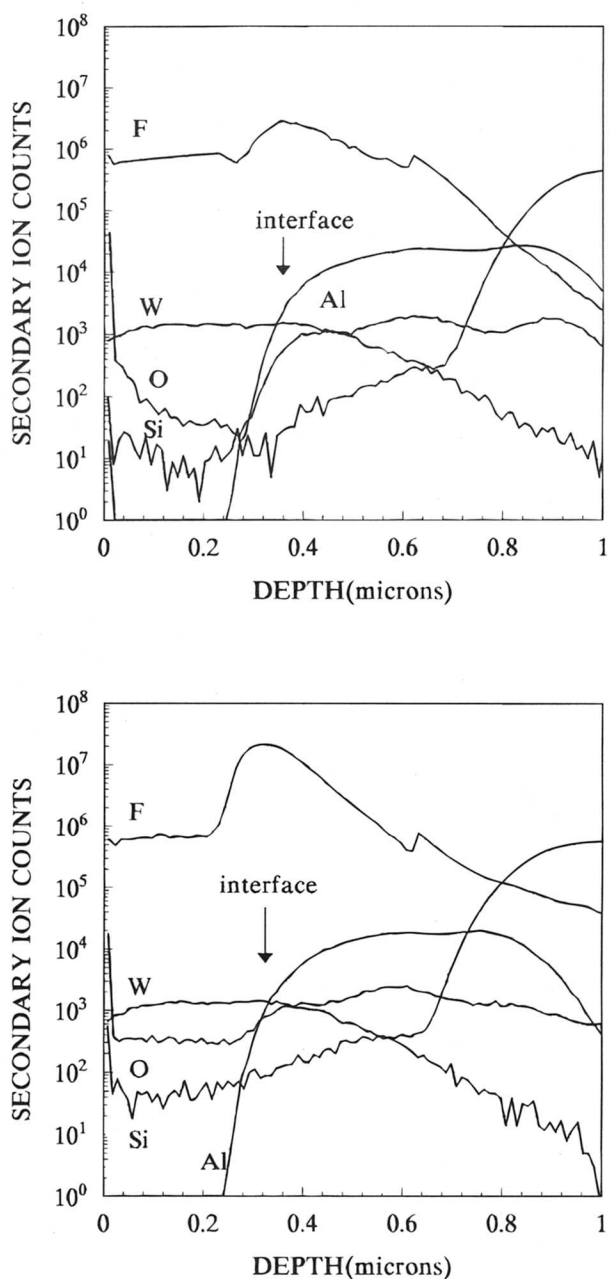 SECONDARY ION COUNTS
10⁸
10⁷
10⁶
10⁵
10⁴
10³
10²
10¹
10⁰
F
interface
Al
W
O
Si
0 0.2 0.4 0.6 0.8 1
DEPTH(microns)
SECONDARY ION COUNTS
10⁸
10⁷
10⁶
10⁵
10⁴
10³
10²
10¹
10⁰
F
interface
W
O
Si
Al
0 0.2 0.4 0.6 0.8 1
DEPTH(microns)